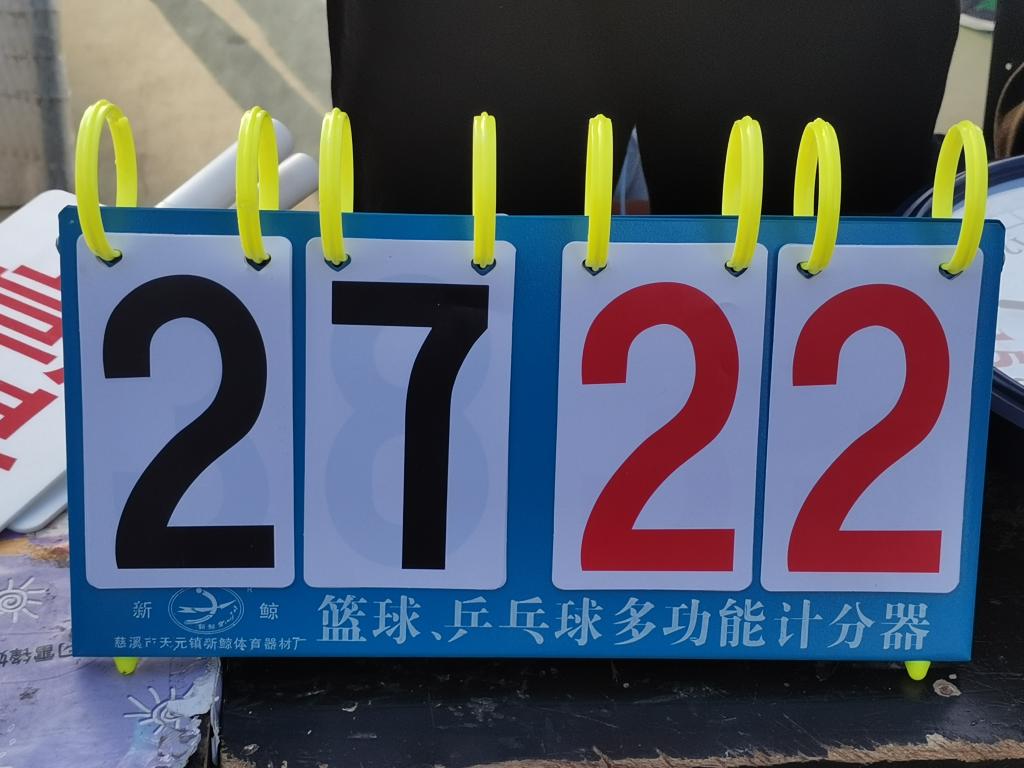 27 22
新 鲸
慈溪市天元镇新鲸体育器材厂
篮球、乒乓球多功能计分器